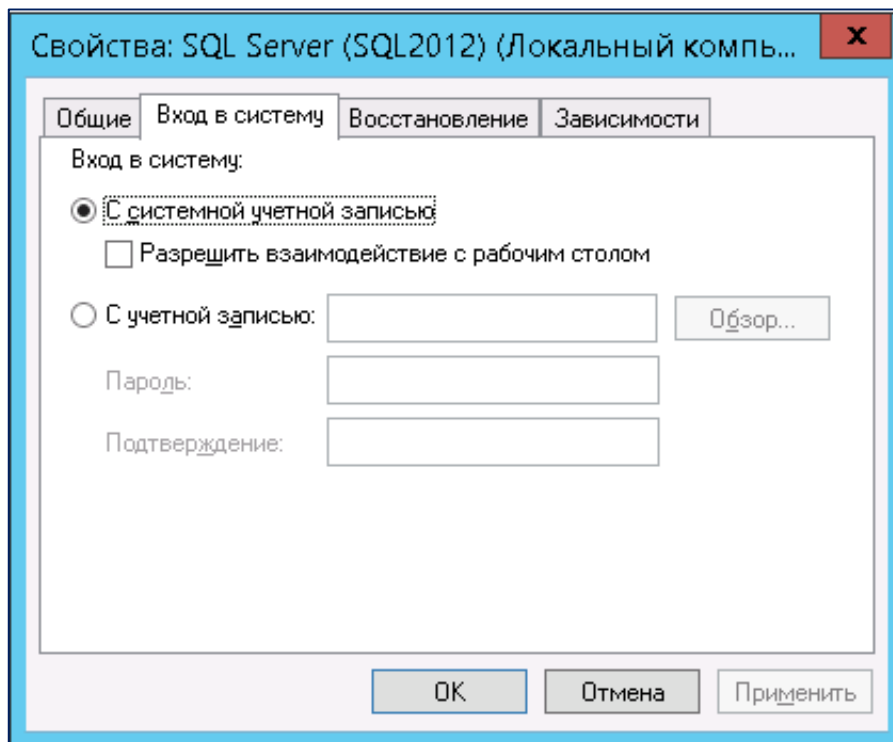 Свойства: SQL Server (SQL2012) (Локальный компь...
x
Общие Вход в систему Восстановление Зависимости
Вход в систему:
С системной учетной записью
Разрешить взаимодействие с рабочим столом
С учетной записью:
Обзор...
Пароль:
Подтверждение:
OK Отмена Применить